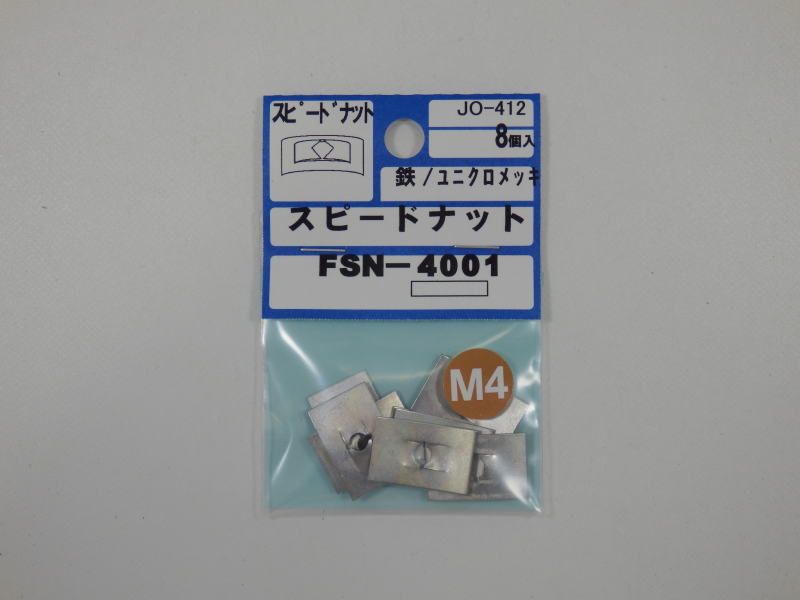 スピードナット
JO-412
8個入
鉄/ユニクロメッキ
スピードナット
FSN-4001
M4